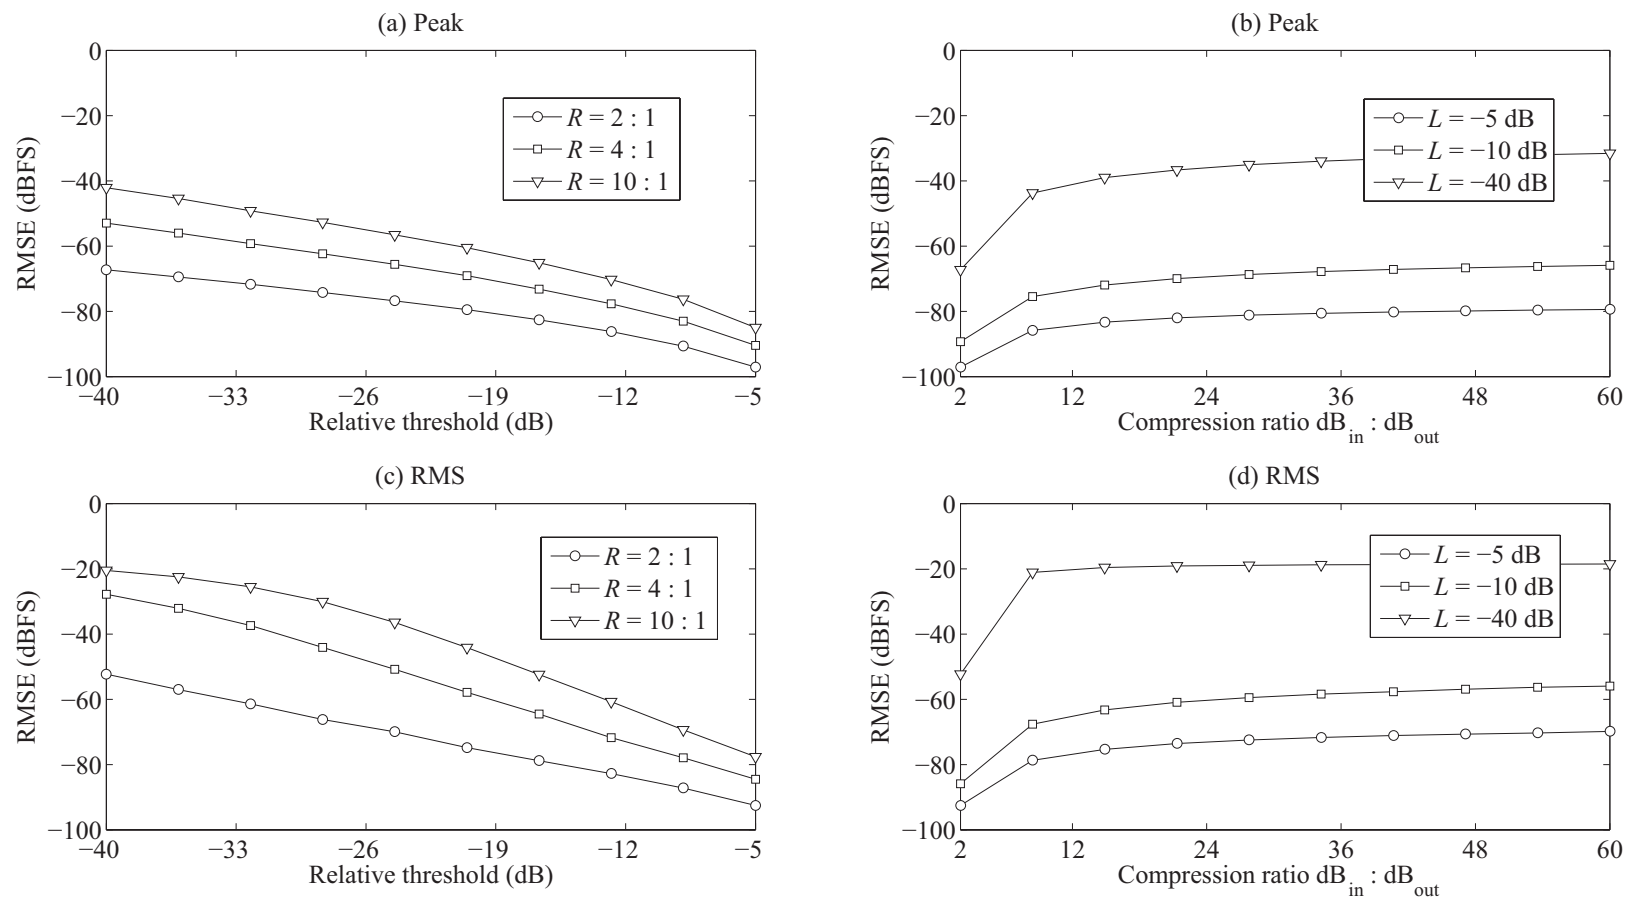 (a) Peak
0
−20
−40
−60
−80
−100
RMSE (dBFS)
R = 2 : 1
R = 4 : 1
R = 10 : 1
−40 −33 −26 −19 −12 −5
Relative threshold (dB)
(b) Peak
0
−20
−40
−60
−80
−100
RMSE (dBFS)
L = −5 dB
L = −10 dB
L = −40 dB
2 12 24 36 48 60
Compression ratio dBin : dBout
(c) RMS
0
−20
−40
−60
−80
−100
RMSE (dBFS)
R = 2 : 1
R = 4 : 1
R = 10 : 1
−40 −33 −26 −19 −12 −5
Relative threshold (dB)
(d) RMS
0
−20
−40
−60
−80
−100
RMSE (dBFS)
L = −5 dB
L = −10 dB
L = −40 dB
2 12 24 36 48 60
Compression ratio dBin : dBout